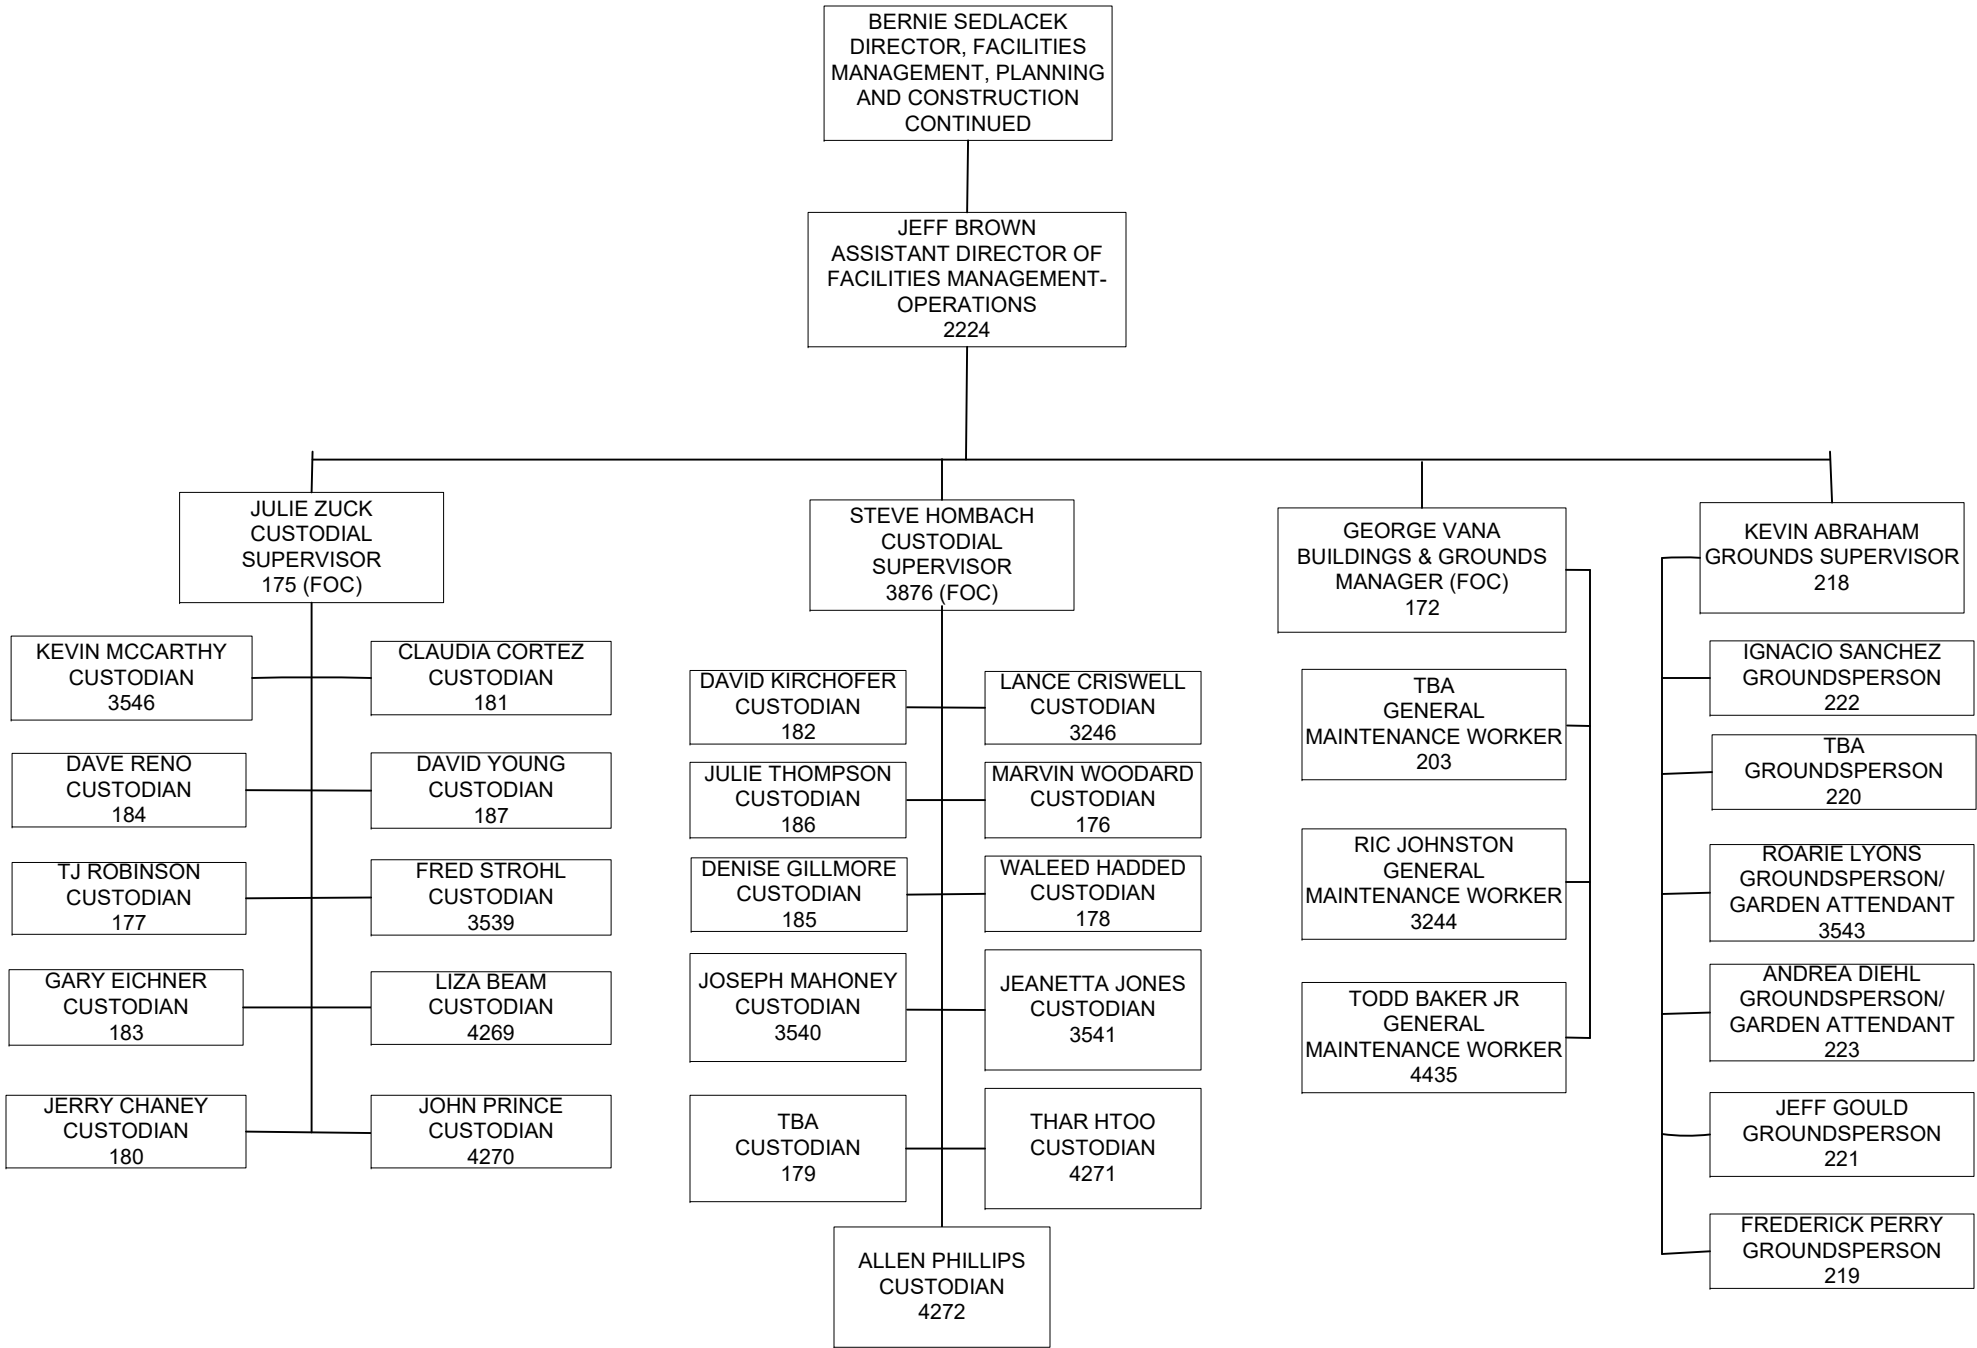 BERNIE SEDLACEK
DIRECTOR, FACILITIES
MANAGEMENT, PLANNING
AND CONSTRUCTION
CONTINUED
JEFF BROWN
ASSISTANT DIRECTOR OF
FACILITIES MANAGEMENT-
OPERATIONS
2224
JULIE ZUCK
CUSTODIAL
SUPERVISOR
175 (FOC)
KEVIN MCCARTHY
CUSTODIAN
3546
CLAUDIA CORTEZ
CUSTODIAN
181
DAVE RENO
CUSTODIAN
184
DAVID YOUNG
CUSTODIAN
187
TJ ROBINSON
CUSTODIAN
177
FRED STROHL
CUSTODIAN
3539
GARY EICHNER
CUSTODIAN
183
LIZA BEAM
CUSTODIAN
4269
JERRY CHANEY
CUSTODIAN
180
JOHN PRINCE
CUSTODIAN
4270
STEVE HOMBACH
CUSTODIAL
SUPERVISOR
3876 (FOC)
DAVID KIRCHOFER
CUSTODIAN
182
LANCE CRISWELL
CUSTODIAN
3246
JULIE THOMPSON
CUSTODIAN
186
MARVIN WOODARD
CUSTODIAN
176
DENISE GILLMORE
CUSTODIAN
185
WALEED HADDED
CUSTODIAN
178
JOSEPH MAHONEY
CUSTODIAN
3540
JEANETTA JONES
CUSTODIAN
3541
TBA
CUSTODIAN
179
THAR HTOO
CUSTODIAN
4271
ALLEN PHILLIPS
CUSTODIAN
4272
GEORGE VANA
BUILDINGS & GROUNDS
MANAGER (FOC)
172
TBA
GENERAL
MAINTENANCE WORKER
203
RIC JOHNSTON
GENERAL
MAINTENANCE WORKER
3244
TODD BAKER JR
GENERAL
MAINTENANCE WORKER
4435
KEVIN ABRAHAM
GROUNDS SUPERVISOR
218
IGNACIO SANCHEZ
GROUNDSPERSON
222
TBA
GROUNDSPERSON
220
ROARIE LYONS
GROUNDSPERSON/
GARDEN ATTENDANT
3543
ANDREA DIEHL
GROUNDSPERSON/
GARDEN ATTENDANT
223
JEFF GOULD
GROUNDSPERSON
221
FREDERICK PERRY
GROUNDSPERSON
219